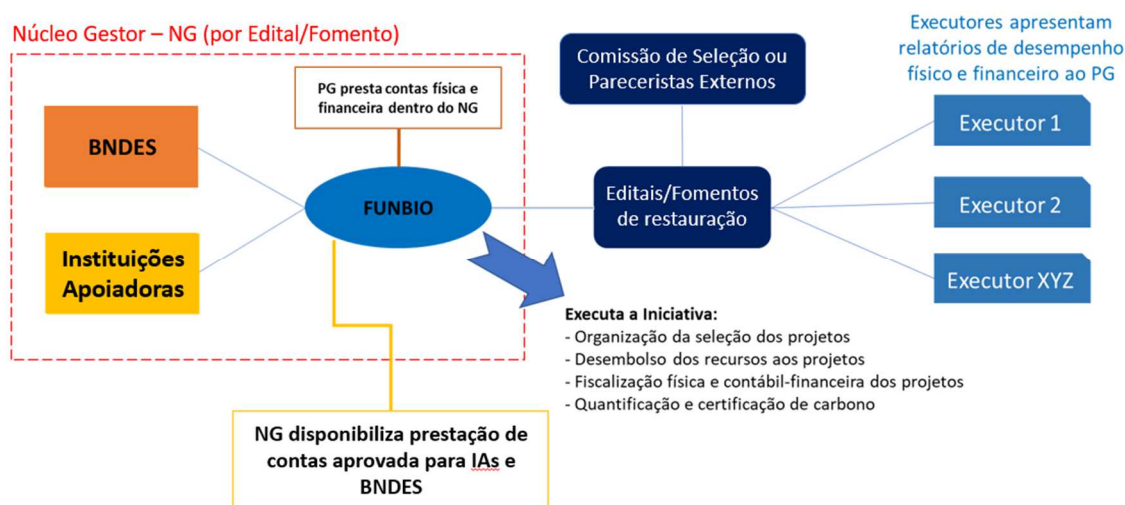 Núcleo Gestor – NG (por Edital/Fomento)
PG presta contas física e
financeira dentro do NG
BNDES
FUNBIO
Instituições
Apoiadoras
NG disponibiliza prestação de
contas aprovada para IAs e
BNDES
Comissão de Seleção ou
Pareceristas Externos
Editais/Fomentos
de restauração
Executa a Iniciativa:
- Organização da seleção dos projetos
- Desembolso dos recursos aos projetos
- Fiscalização física e contábil-financeira dos projetos
- Quantificação e certificação de carbono
Executores apresentam
relatórios de desempenho
físico e financeiro ao PG
Executor 1
Executor 2
Executor XYZ